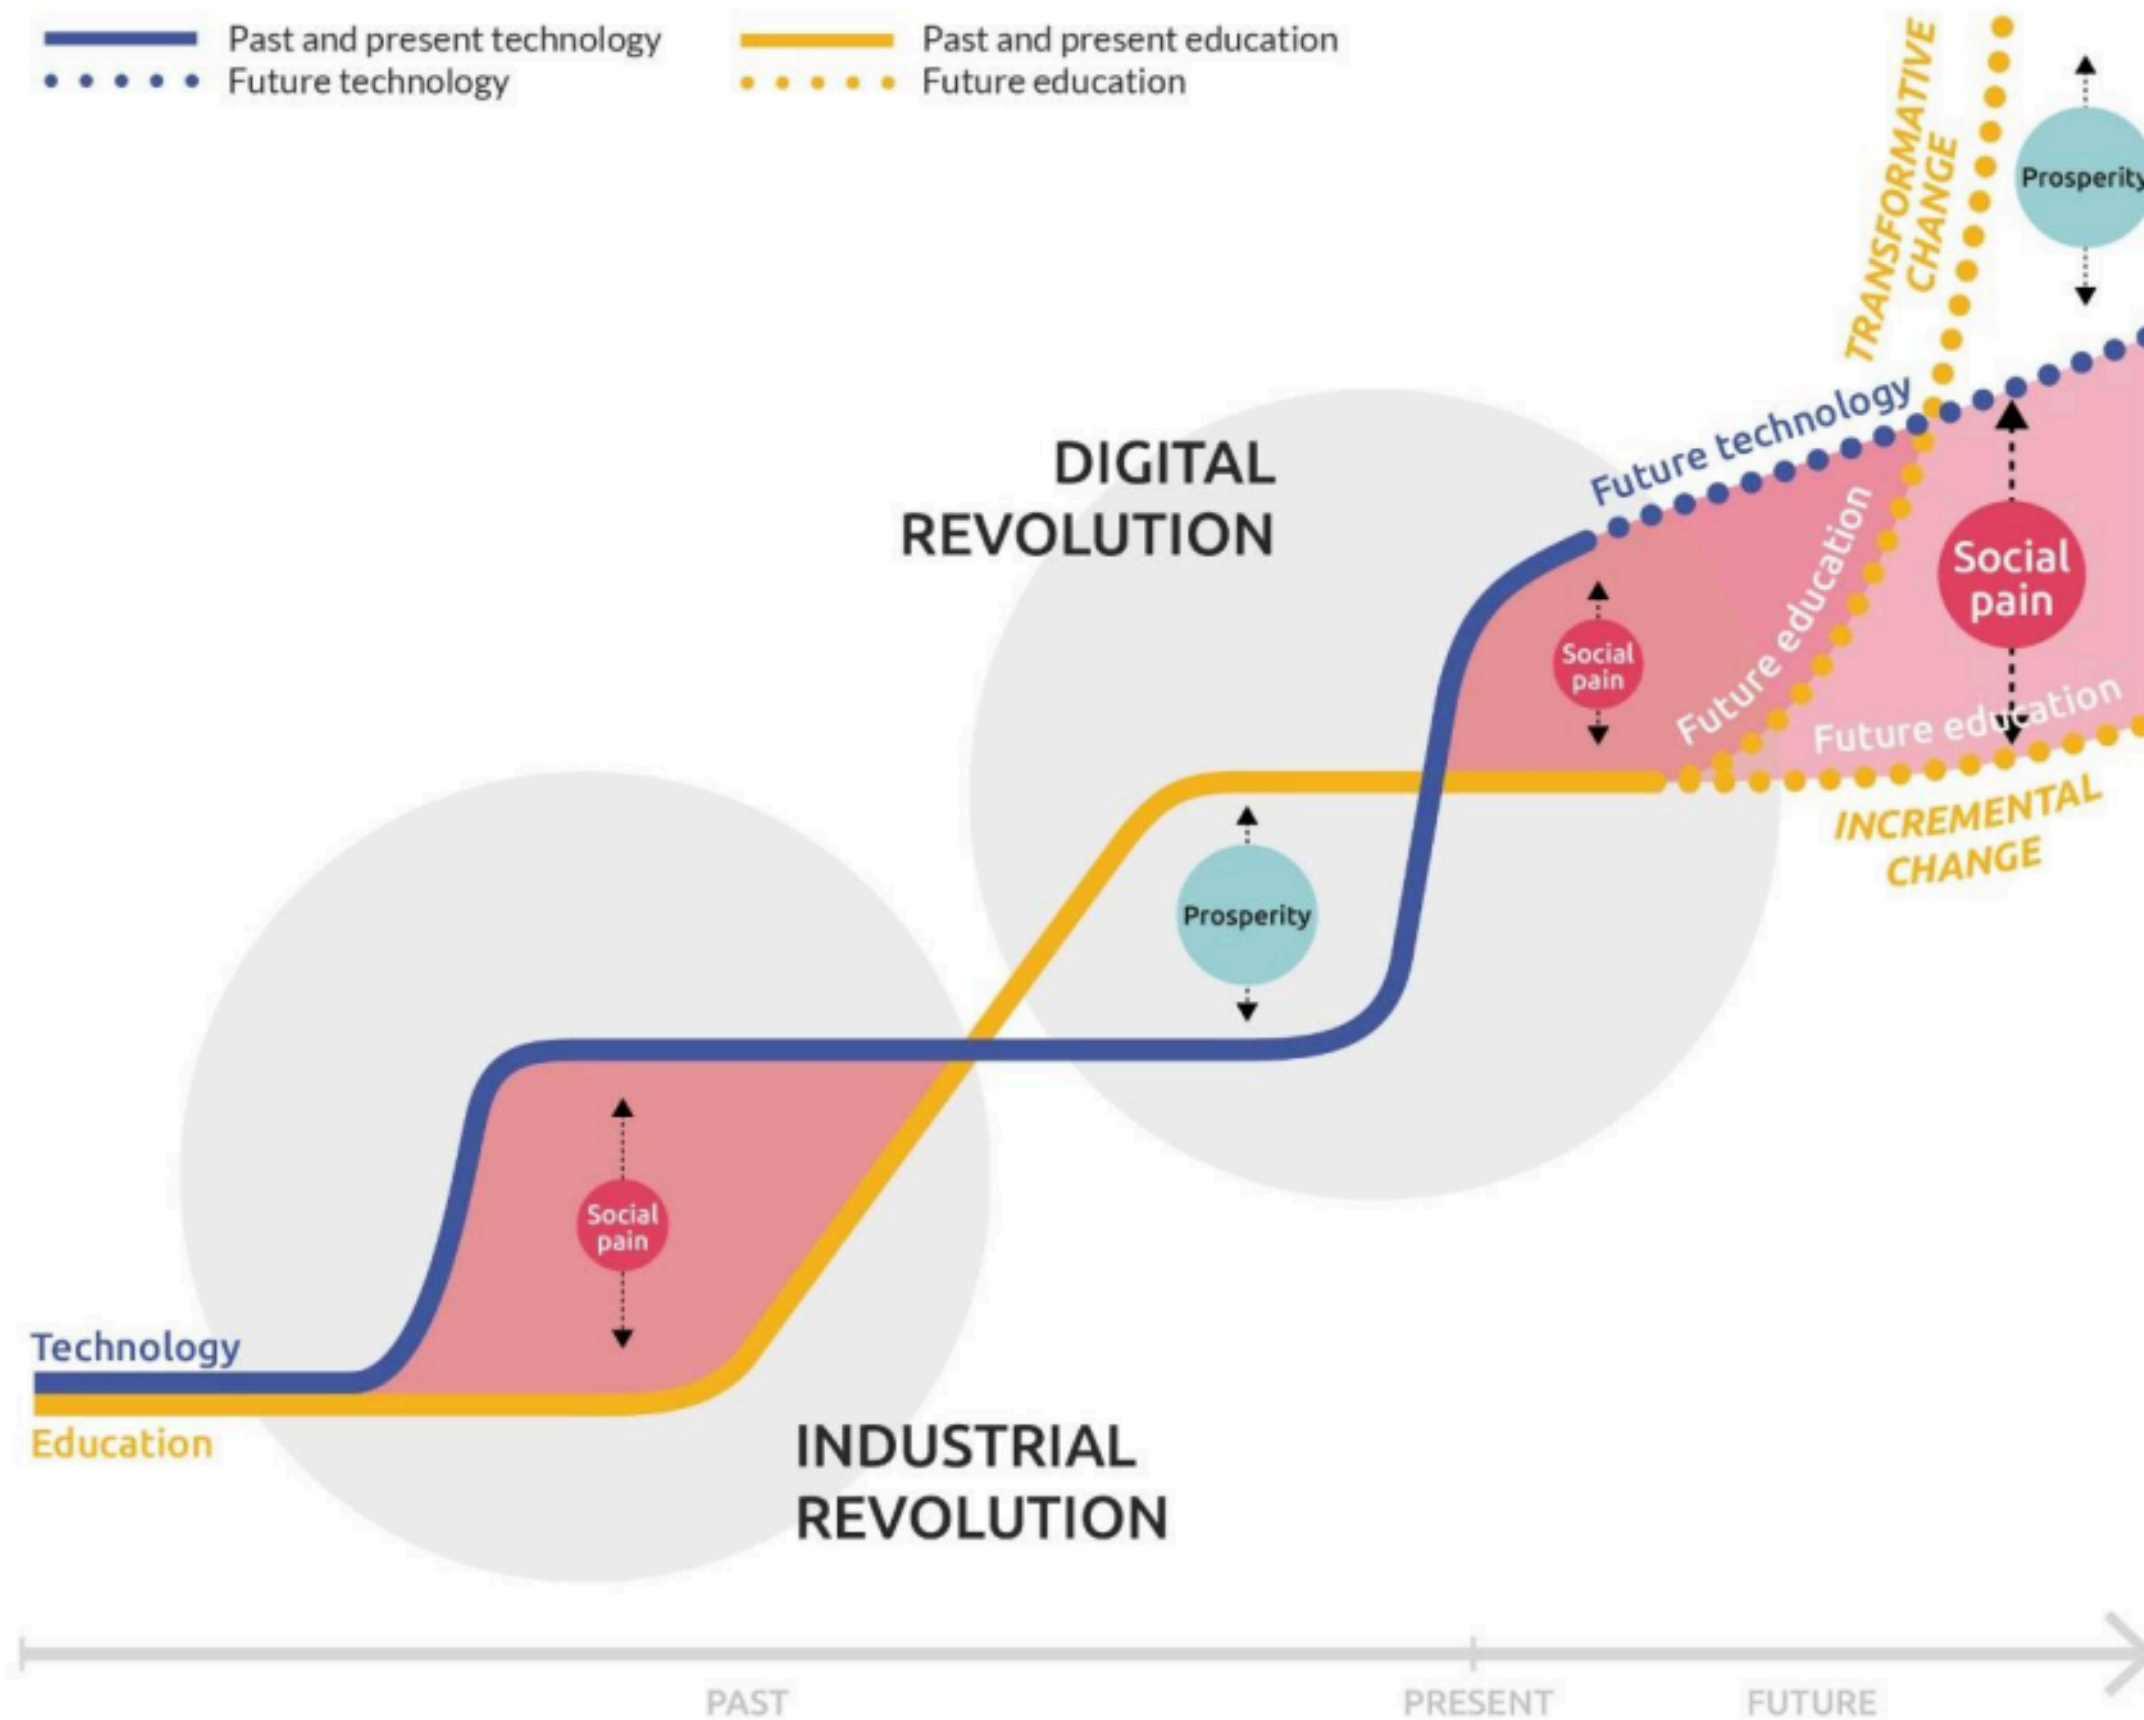 Past and present technology
Future technology
Past and present education
Future education
TRANSFORMATIVE
CHANGE
Prosperity
DIGITAL
REVOLUTION
Future technology
Social
pain
Future education
Social
pain
Future education
INCREMENTAL
CHANGE
Prosperity
Social
pain
Technology
Education
INDUSTRIAL
REVOLUTION
PAST
PRESENT
FUTURE